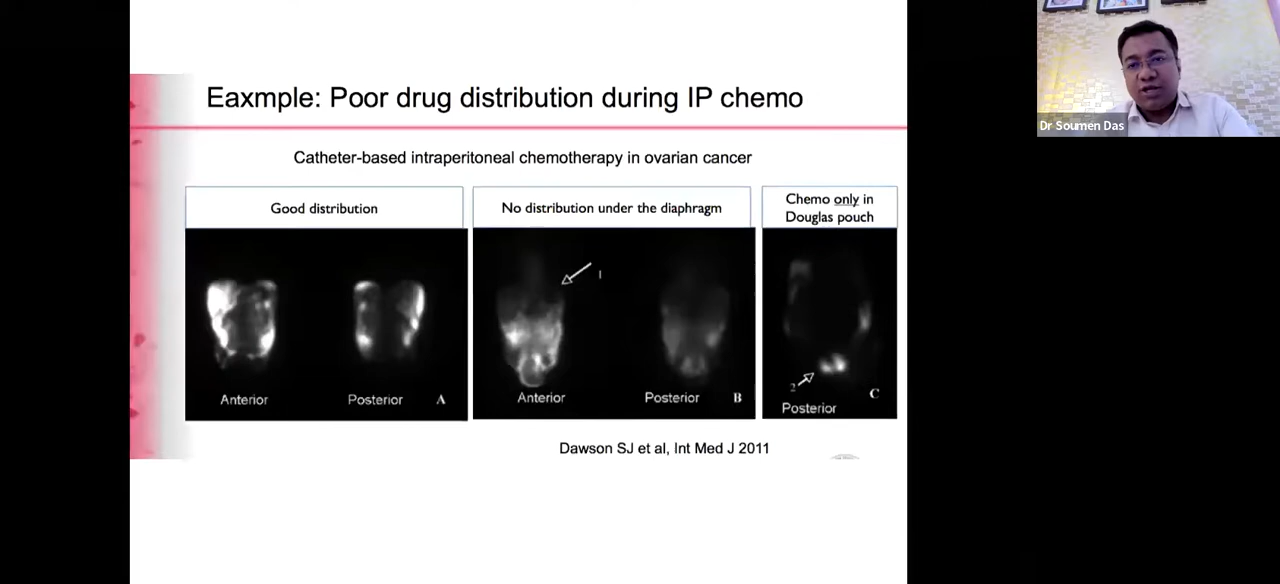 Eaxmple: Poor drug distribution during IP chemo
Dr Soumen Das
Catheter-based intraperitoneal chemotherapy in ovarian cancer
Good distribution
No distribution under the diaphragm
Chemo only in
Douglas pouch
1
2
Anterior
Posterior
A
Anterior
Posterior
B
Posterior
C
Dawson SJ et al, Int Med J 2011